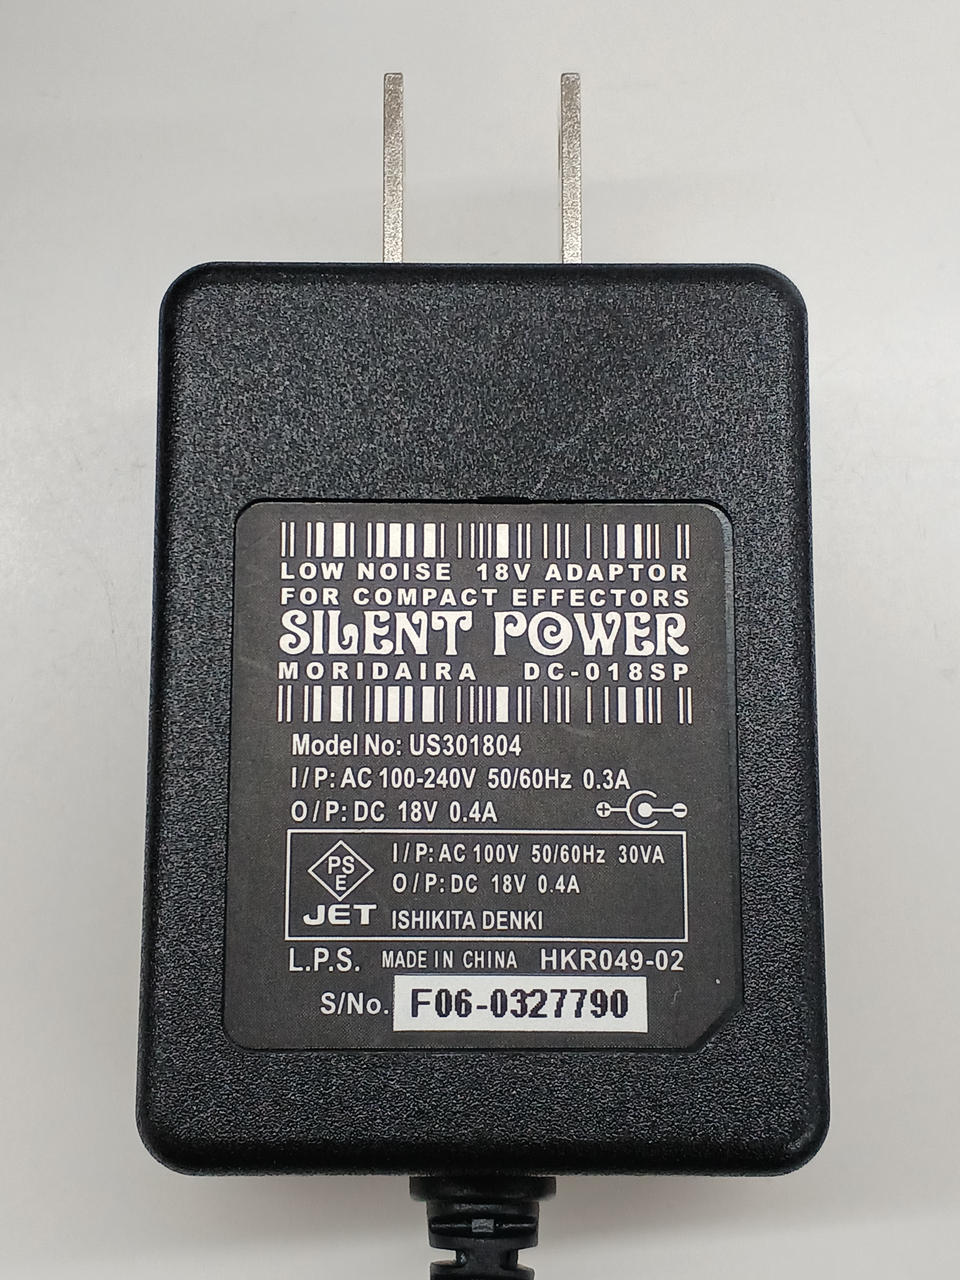 LOW NOISE 18V ADAPTOR
FOR COMPACT EFFECTORS
SILENT POWER
MORIDAIRA DC-018SP
Model No: US301804
I/P: AC 100-240V 50/60Hz 0.3A
O/P: DC 18V 0.4A
PS
E
JET
I/P: AC 100V 50/60Hz 30VA
O/P: DC 18V 0.4A
ISHIKITA DENKI
L.P.S. MADE IN CHINA HKR049-02
S/No. F06-0327790